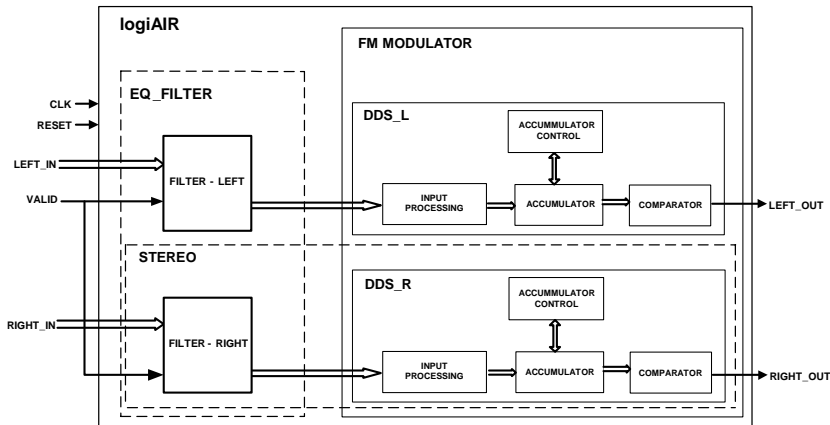 logiAIR
FM MODULATOR
EQ_FILTER
CLK
RESET
DDS_L
ACCUMMULATOR
CONTROL
LEFT_IN
FILTER - LEFT
VALID
INPUT
PROCESSING
ACCUMULATOR
COMPARATOR
LEFT_OUT
STEREO
DDS_R
ACCUMMULATOR
CONTROL
RIGHT_IN
FILTER - RIGHT
INPUT
PROCESSING
ACCUMULATOR
COMPARATOR
RIGHT_OUT